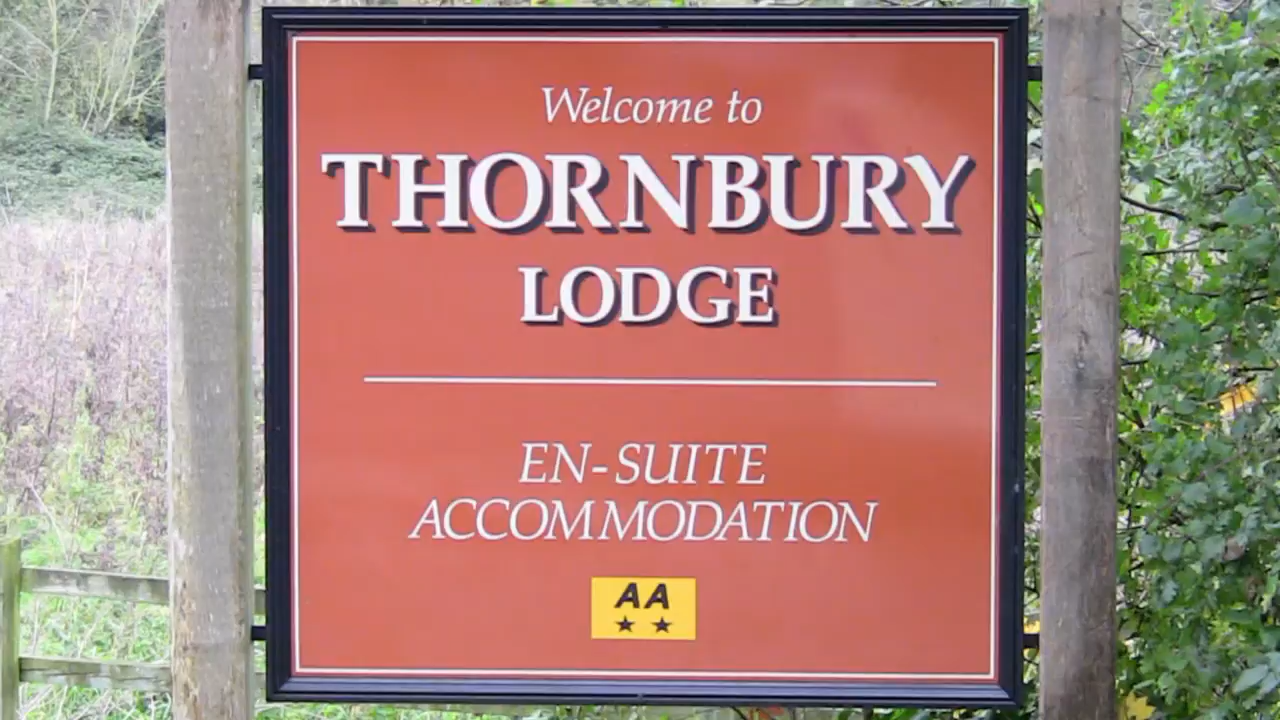 Welcome to
THORNBURY
LODGE
EN-SUITE
ACCOMMODATION
AA